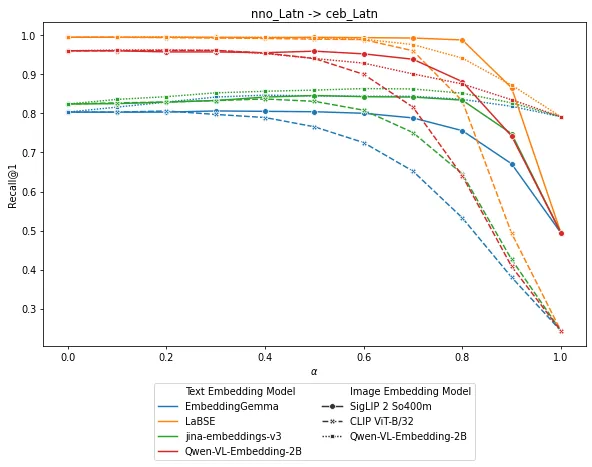 nno_Latn -> ceb_Latn
Recall@1
1.0
0.9
0.8
0.7
0.6
0.5
0.4
0.3
0.0
0.2
0.4
0.6
0.8
1.0
α
Text Embedding Model
EmbeddingGemma
LaBSE
jina-embeddings-v3
Qwen-VL-Embedding-2B
Image Embedding Model
SigLIP 2 So400m
CLIP ViT-B/32
Qwen-VL-Embedding-2B